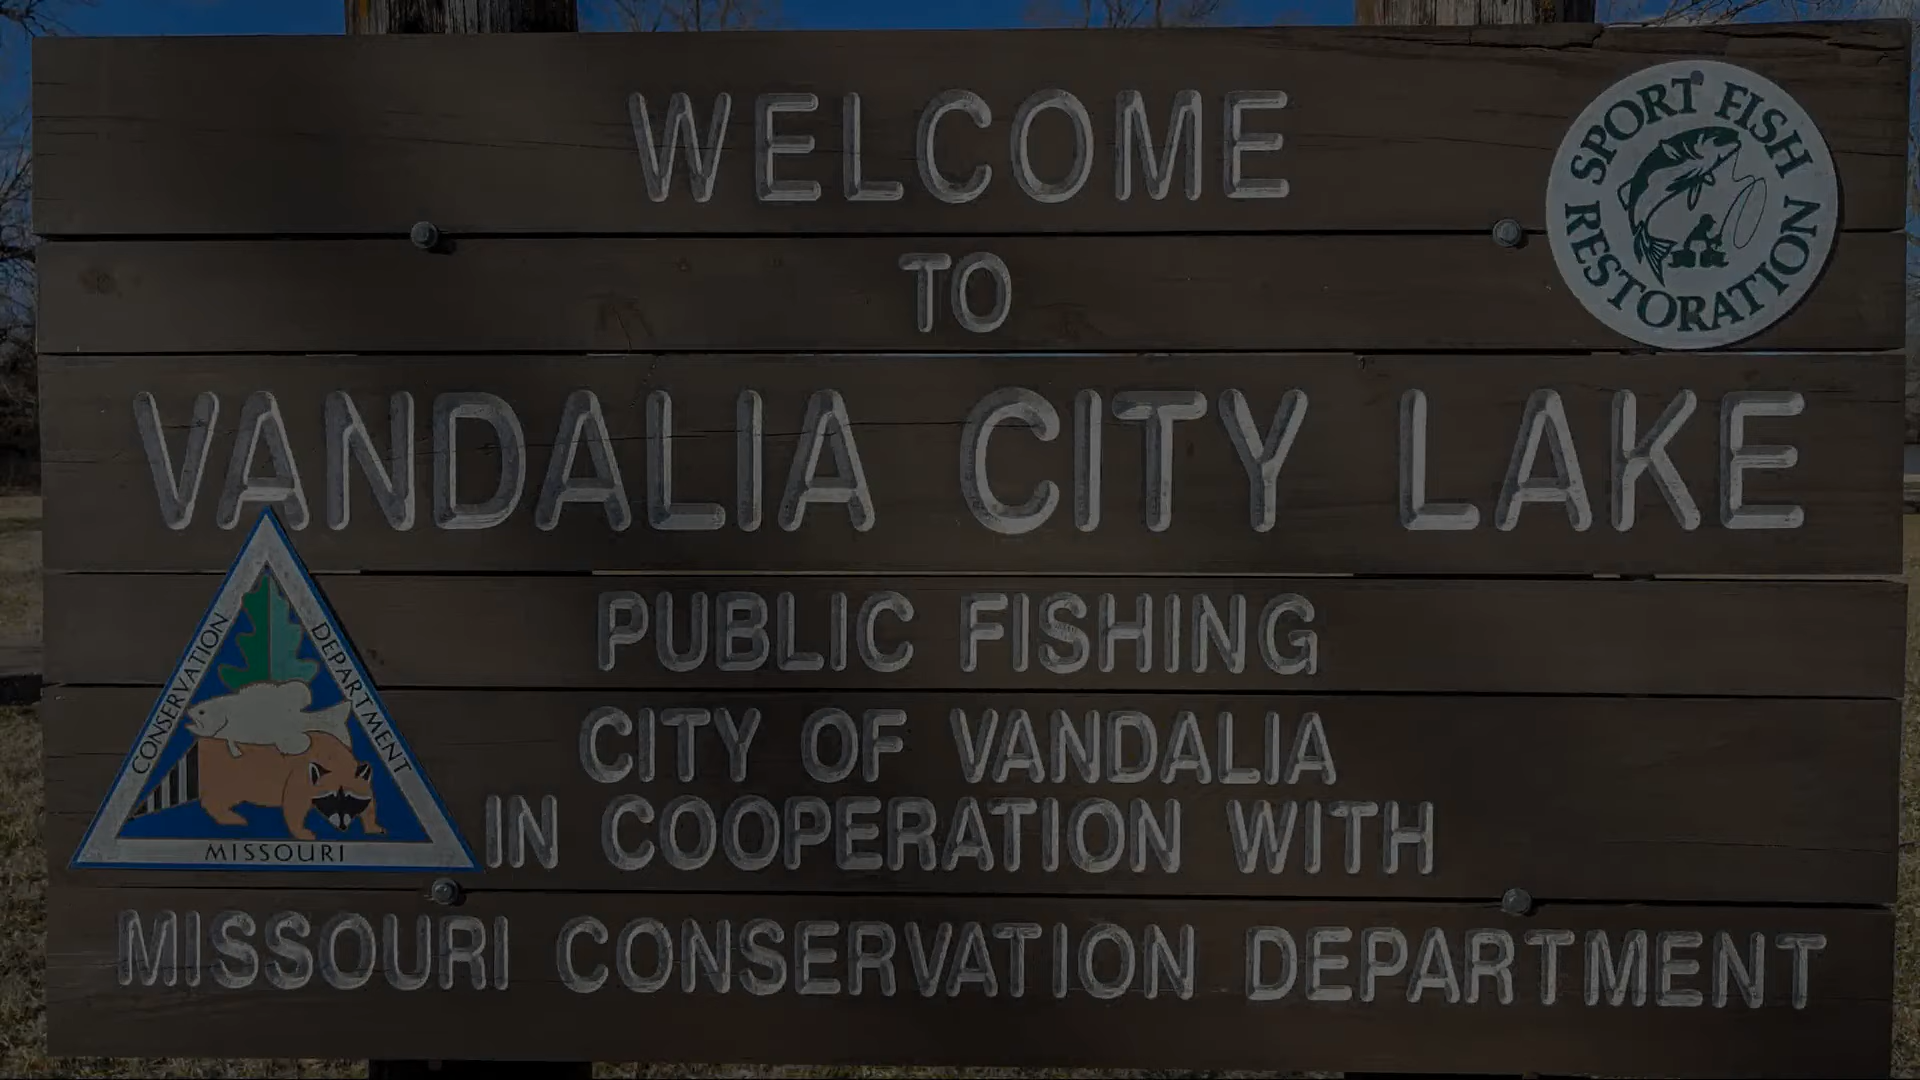 WELCOME
TO
VANDALIA CITY LAKE
PUBLIC FISHING
CITY OF VANDALIA
IN COOPERATION WITH
MISSOURI CONSERVATION DEPARTMENT
SPORT FISH
RESTORATION
CONSERVATION
DEPARTMENT
MISSOURI